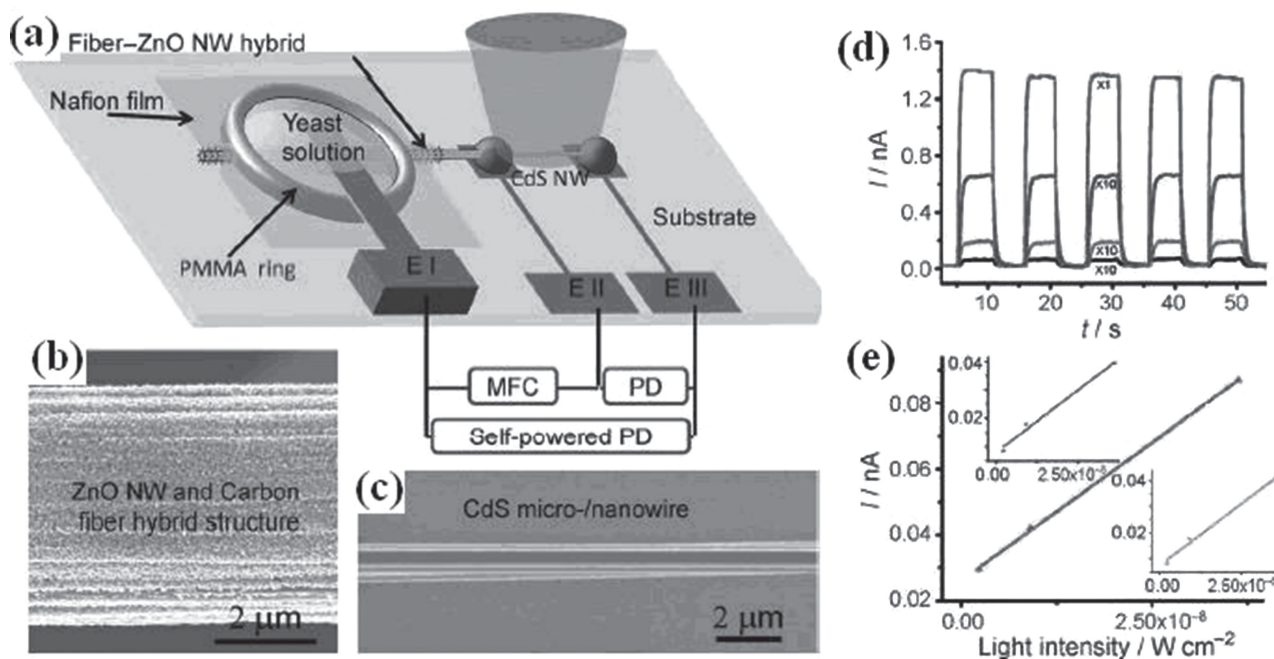 (a)
Fiber–ZnO NW hybrid
Nafion film
Yeast
solution
CdS NW
Substrate
PMMA ring
E I
E II
E III
MFC
PD
Self-powered PD
(b)
ZnO NW and Carbon
fiber hybrid structure
2 μm
(c)
CdS micro-/nanowire
2 μm
(d)
I / nA
1.6
1.2
0.8
0.4
0.0
X1
X10
X10
X10
10 20 30 40 50
t / s
(e)
I / nA
0.08
0.06
0.04
0.02
0.04
0.02
0.00 2.50x10⁻⁸
0.04
0.02
0.00
0.00 2.50x10⁻⁸
Light intensity / W cm⁻²